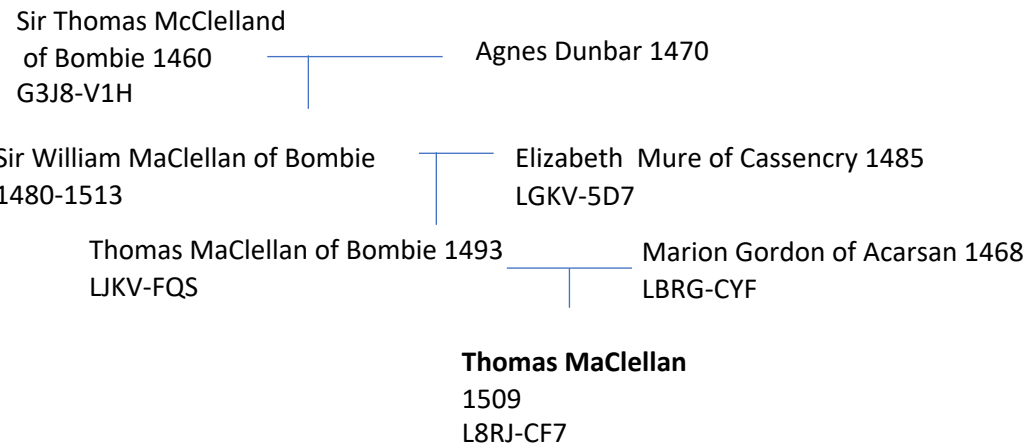 Sir Thomas McClelland
of Bombie 1460
G3J8-V1H
Agnes Dunbar 1470
Sir William MaClellan of Bombie
1480-1513
Elizabeth Mure of Cassencry 1485
LGKV-5D7
Thomas MaClellan of Bombie 1493
LJKV-FQS
Marion Gordon of Acarsan 1468
LBRG-CYF
Thomas MaClellan
1509
L8RJ-CF7